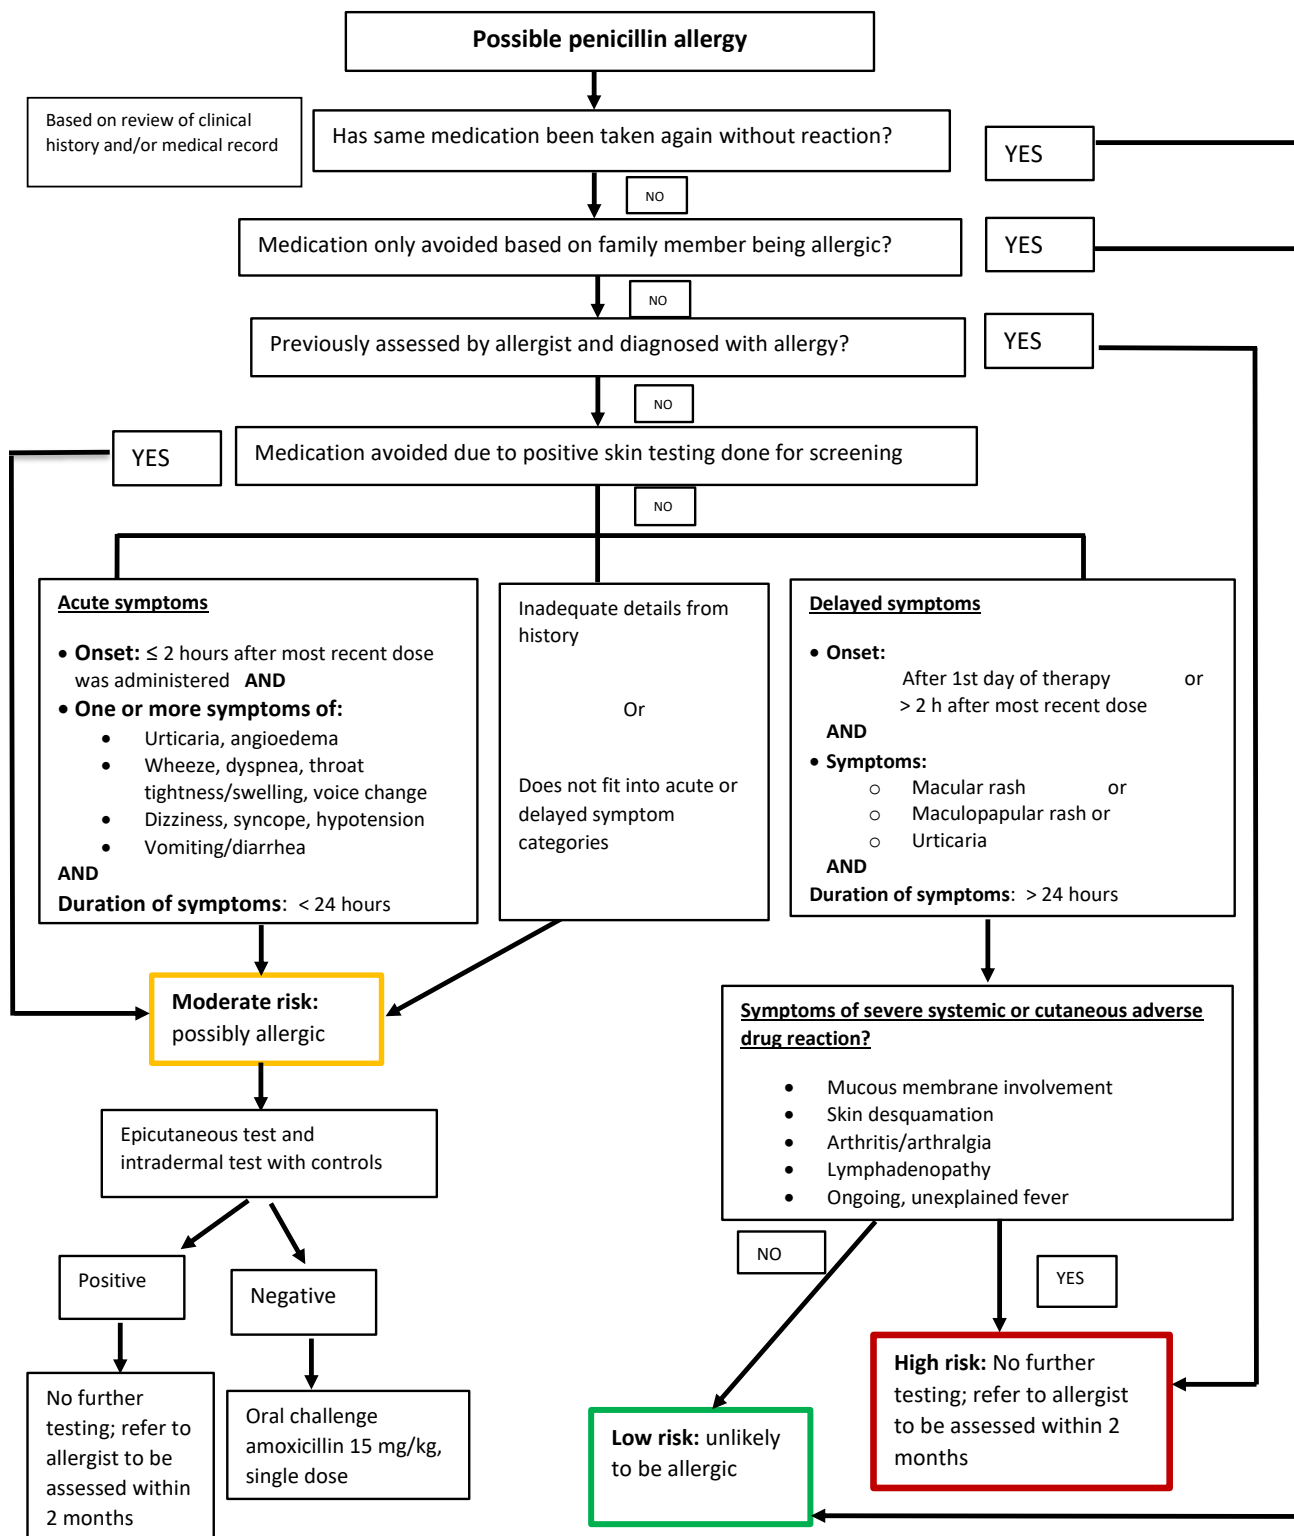 Possible penicillin allergy
Based on review of clinical
history and/or medical record
Has same medication been taken again without reaction?
YES
NO
Medication only avoided based on family member being allergic?
YES
NO
Previously assessed by allergist and diagnosed with allergy?
YES
NO
YES
Medication avoided due to positive skin testing done for screening
NO
Acute symptoms
• Onset: ≤ 2 hours after most recent dose
was administered AND
• One or more symptoms of:
• Urticaria, angioedema
• Wheeze, dyspnea, throat
tightness/swelling, voice change
• Dizziness, syncope, hypotension
• Vomiting/diarrhea
AND
Duration of symptoms: < 24 hours
Inadequate details from
history
Or
Does not fit into acute or
delayed symptom
categories
Delayed symptoms
• Onset:
After 1st day of therapy or
> 2 h after most recent dose
AND
• Symptoms:
o Macular rash or
o Maculopapular rash or
o Urticaria
AND
Duration of symptoms: > 24 hours
Moderate risk:
possibly allergic
Symptoms of severe systemic or cutaneous adverse
drug reaction?
• Mucous membrane involvement
• Skin desquamation
• Arthritis/arthralgia
• Lymphadenopathy
• Ongoing, unexplained fever
Epicutaneous test and
intradermal test with controls
NO
YES
Positive
Negative
No further
testing; refer to
allergist to be
assessed within
2 months
Oral challenge
amoxicillin 15 mg/kg,
single dose
Low risk: unlikely
to be allergic
High risk: No further
testing; refer to allergist
to be assessed within 2
months